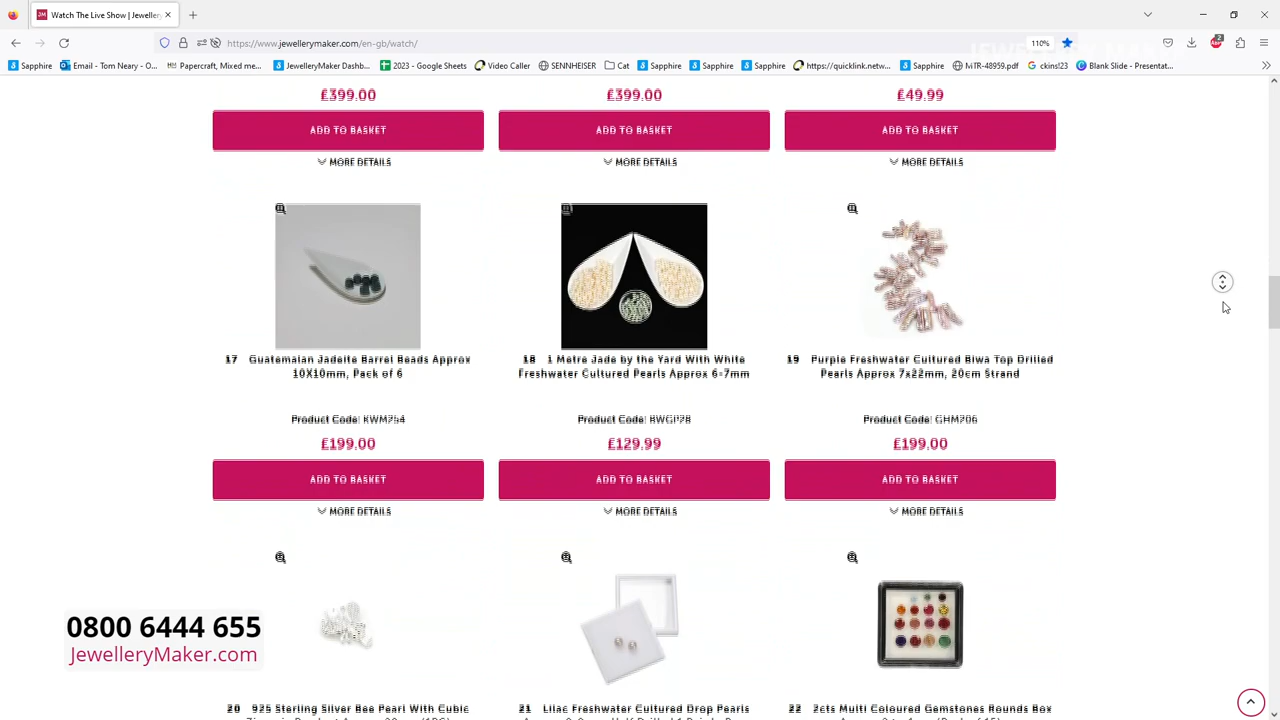 Watch The Live Show | Jeweller
https://www.jewellerymaker.com/en-gb/watch/
110%
Sapphire
Email - Tom Neary - O...
Papercraft, Mixed me...
JewelleryMaker Dashb...
2023 - Google Sheets
Video Caller
SENNHEISER
Cat
Sapphire
Sapphire
Sapphire
https://quicklink.netw...
Sapphire
MTR-48959.pdf
ckins!23
Blank Slide - Presentat...
£399.00 £399.00 £49.99
ADD TO BASKET ADD TO BASKET ADD TO BASKET
MORE DETAILS MORE DETAILS MORE DETAILS
17 Guatemalan Jadeite Barrel Beads Approx
10X10mm, Pack of 6
Product Code: KWM254
£199.00
ADD TO BASKET
MORE DETAILS
18 1 Metre Jade by the Yard With White
Freshwater Cultured Pearls Approx 6-7mm
Product Code: BWGP78
£129.99
ADD TO BASKET
MORE DETAILS
19 Purple Freshwater Cultured Biwa Top Drilled
Pearls Approx 7x22mm, 20cm Strand
Product Code: GHM706
£199.00
ADD TO BASKET
MORE DETAILS
20 925 Sterling Silver Bee Pearl With Cubic
21 Lilac Freshwater Cultured Drop Pearls
22 2cts Multi Coloured Gemstones Rounds Box
0800 6444 655
JewelleryMaker.com